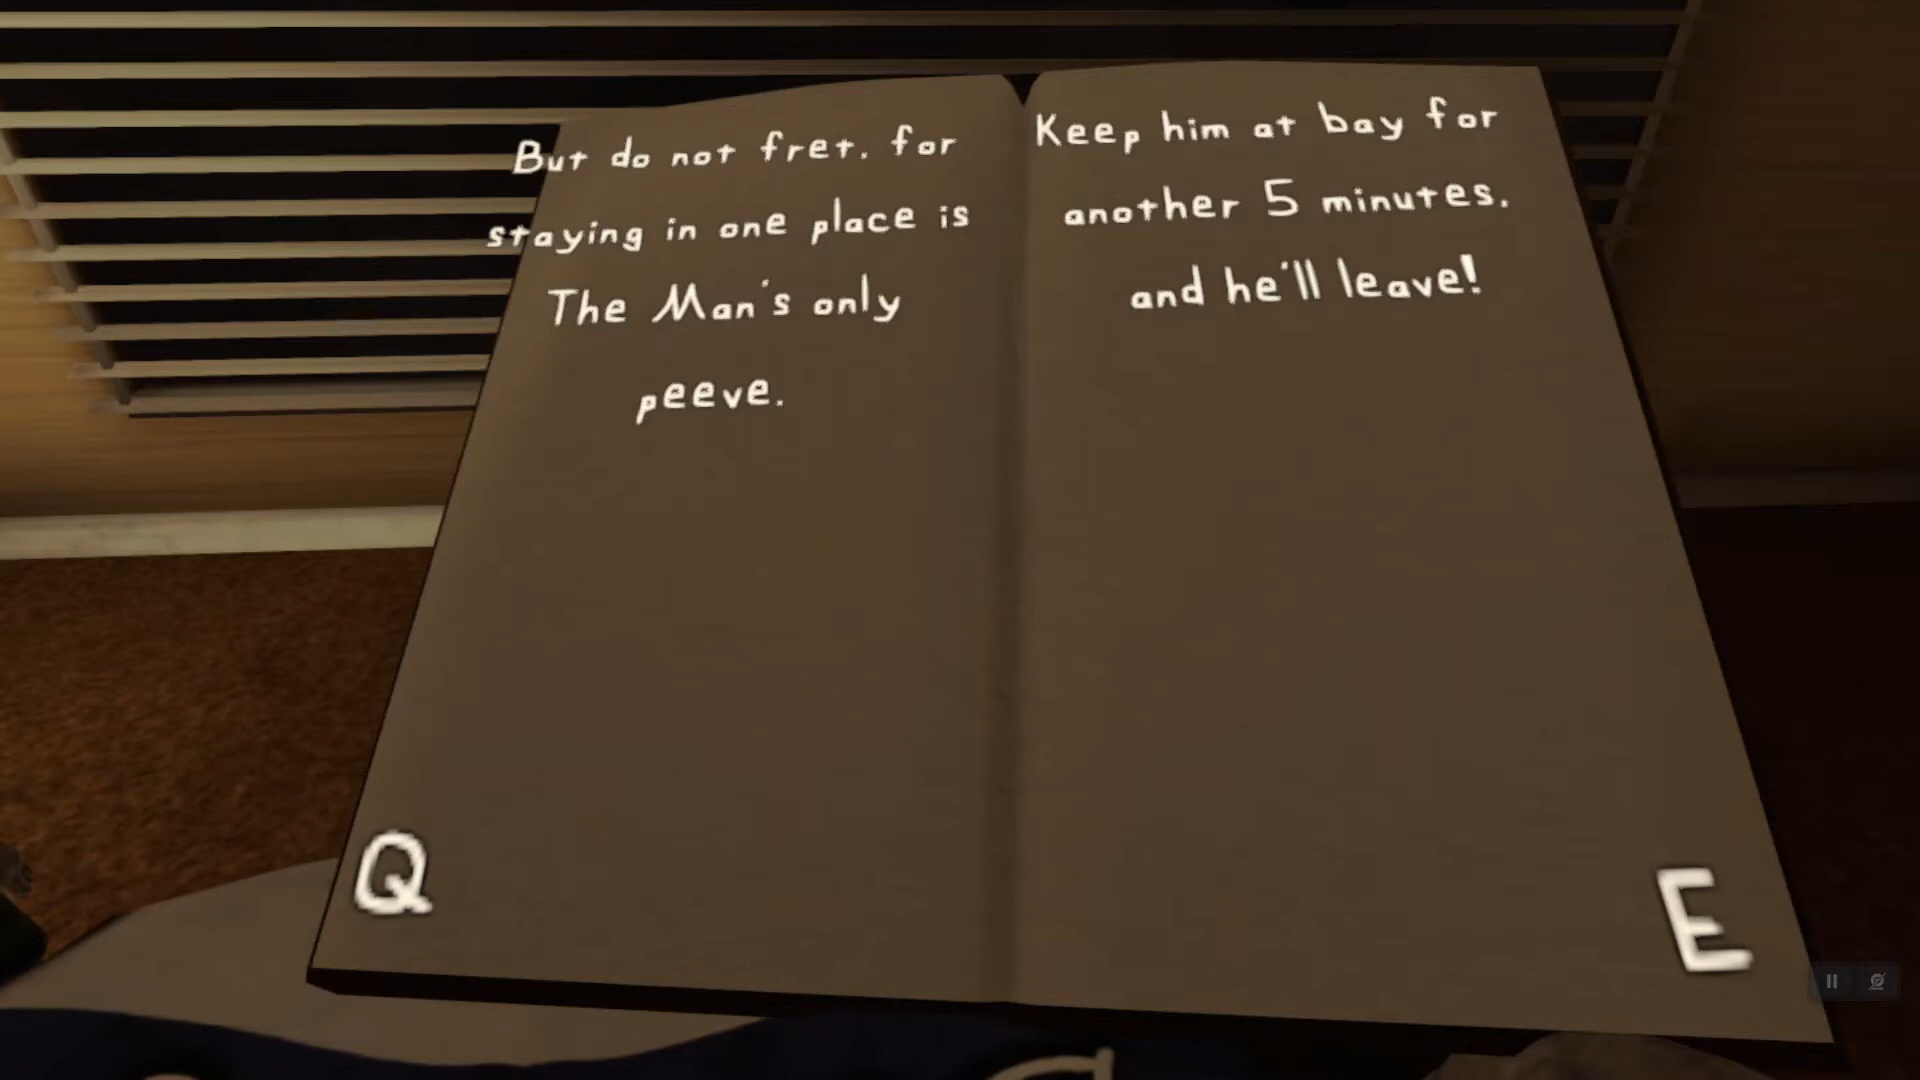 But do not fret, for
staying in one place is
The Man's only
peeve.
Keep him at bay for
another 5 minutes,
and he'll leave!
Q
E